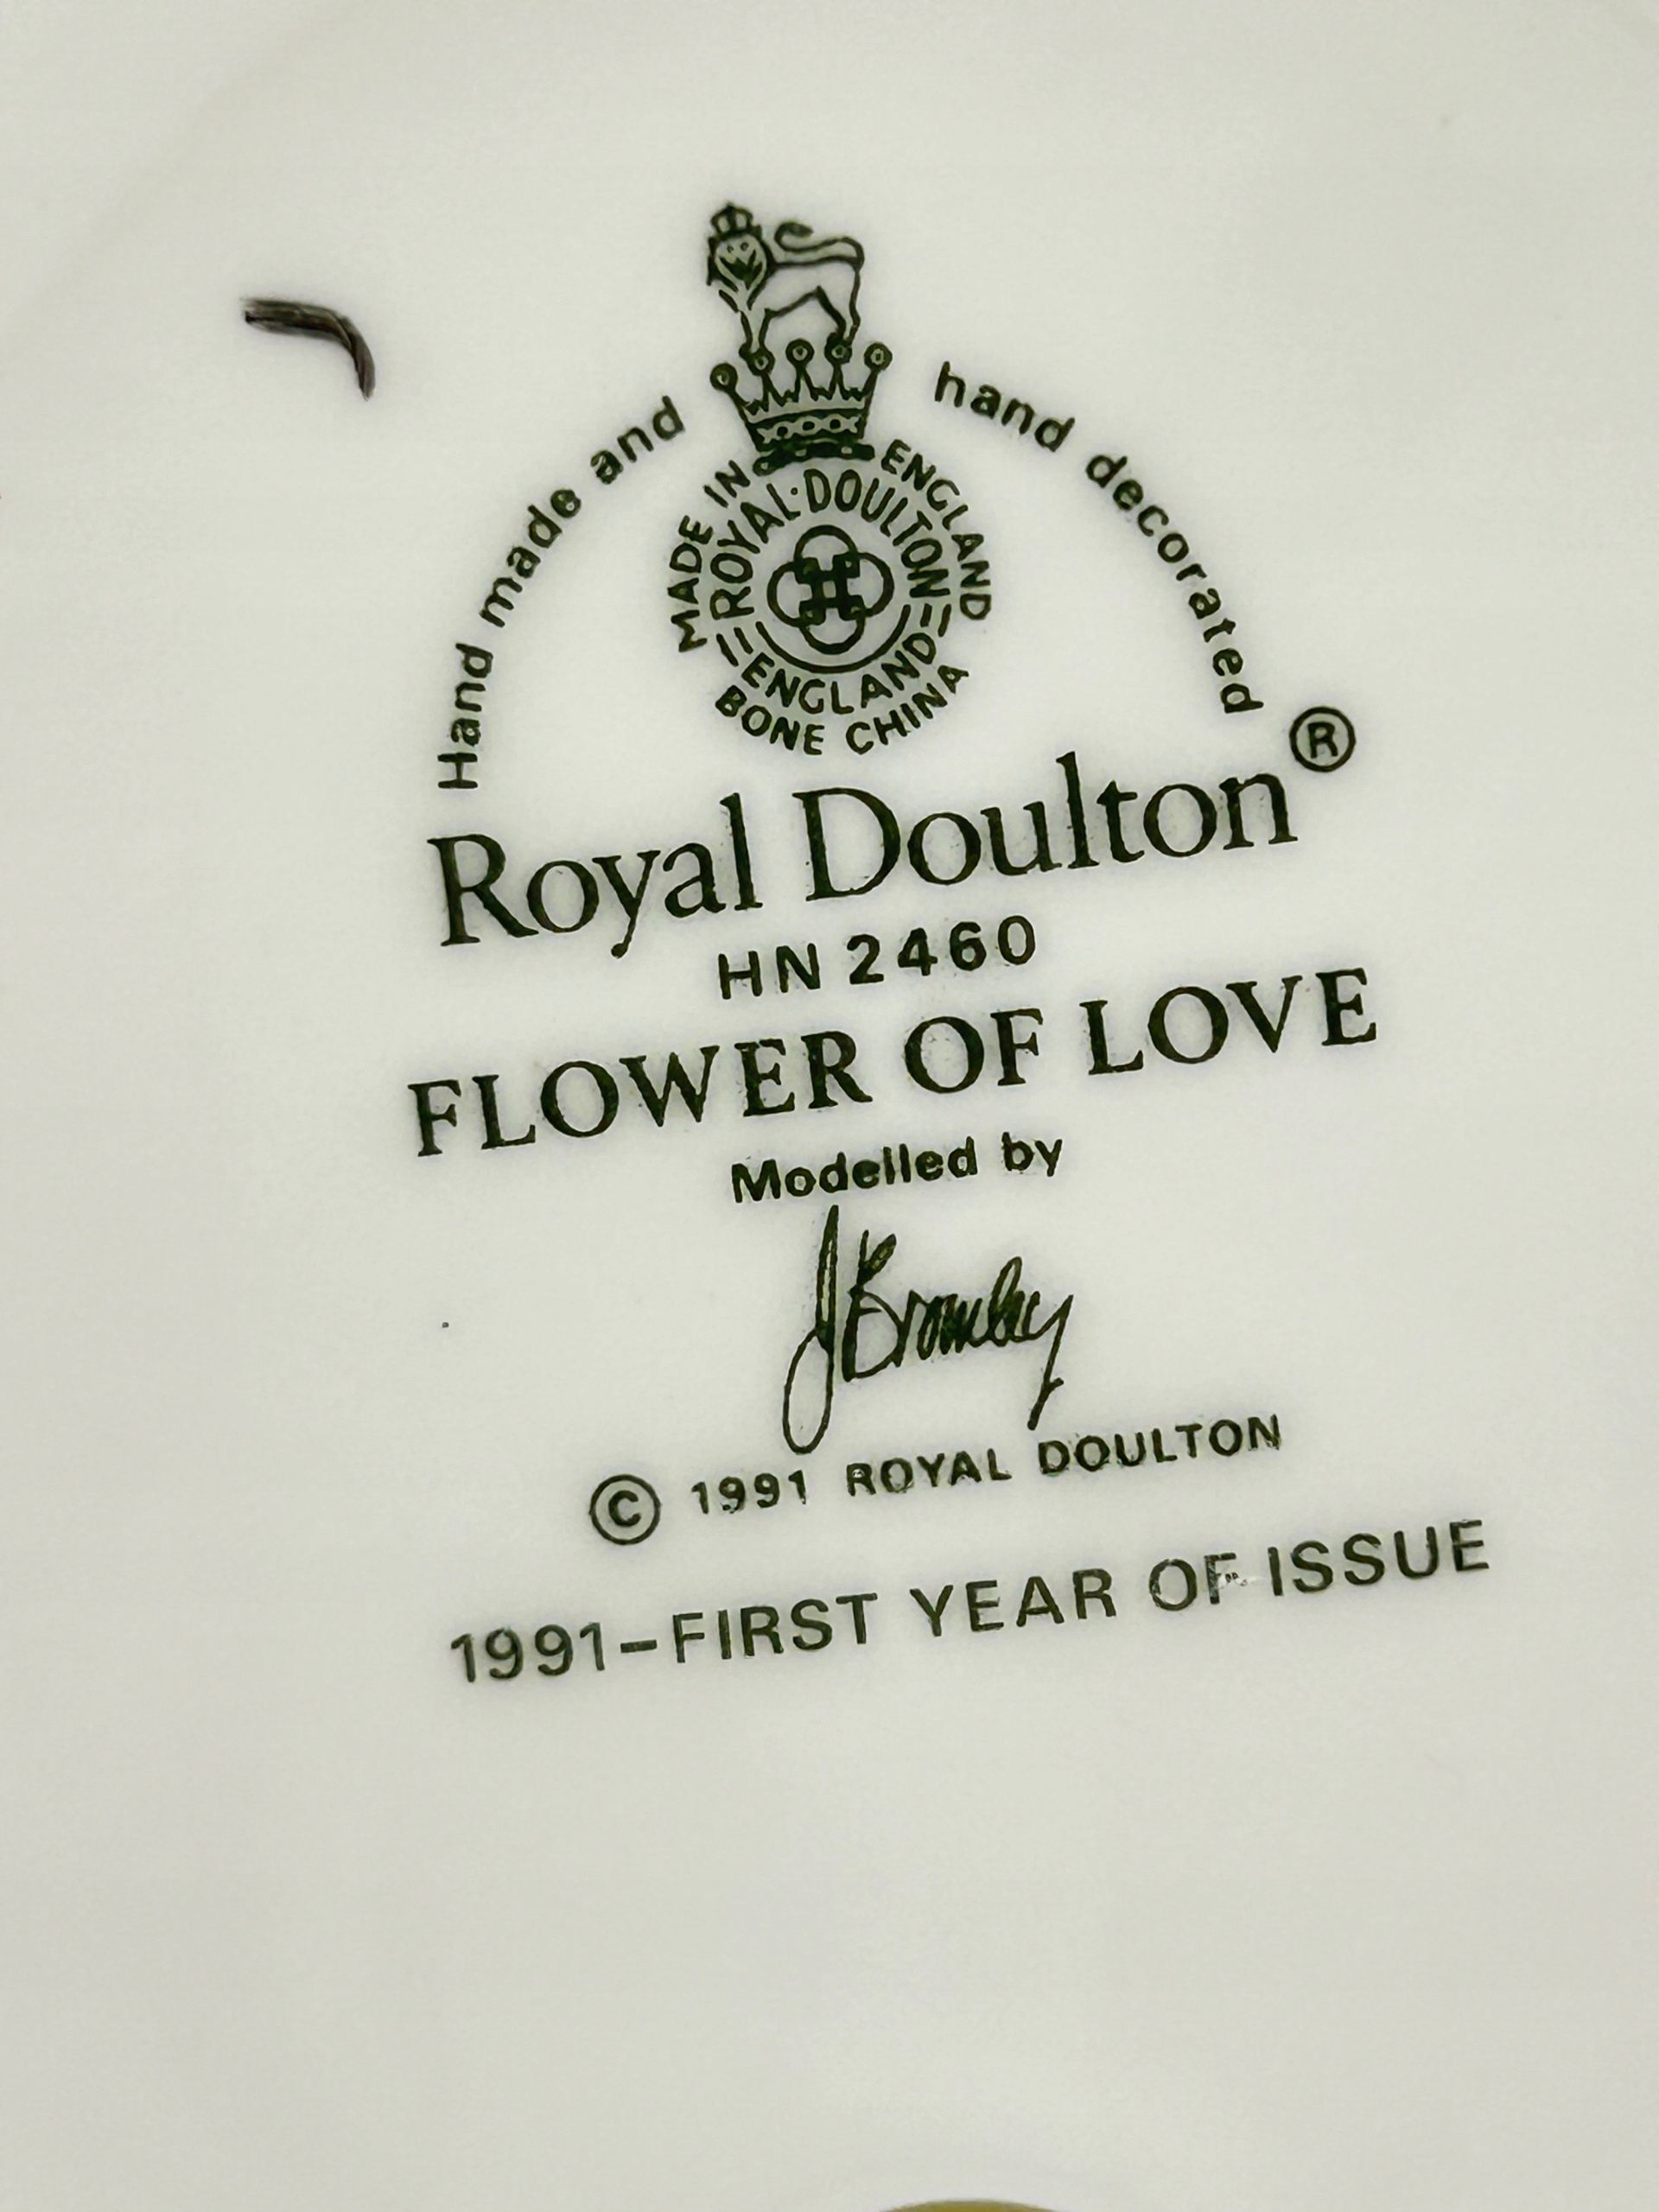 Hand made and hand decorated
MADE IN ENGLAND
ROYAL·DOULTON
ENGLAND
BONE CHINA
Royal Doulton®
HN 2460
FLOWER OF LOVE
Modelled by
J Bromley
© 1991 ROYAL DOULTON
1991-FIRST YEAR OF ISSUE